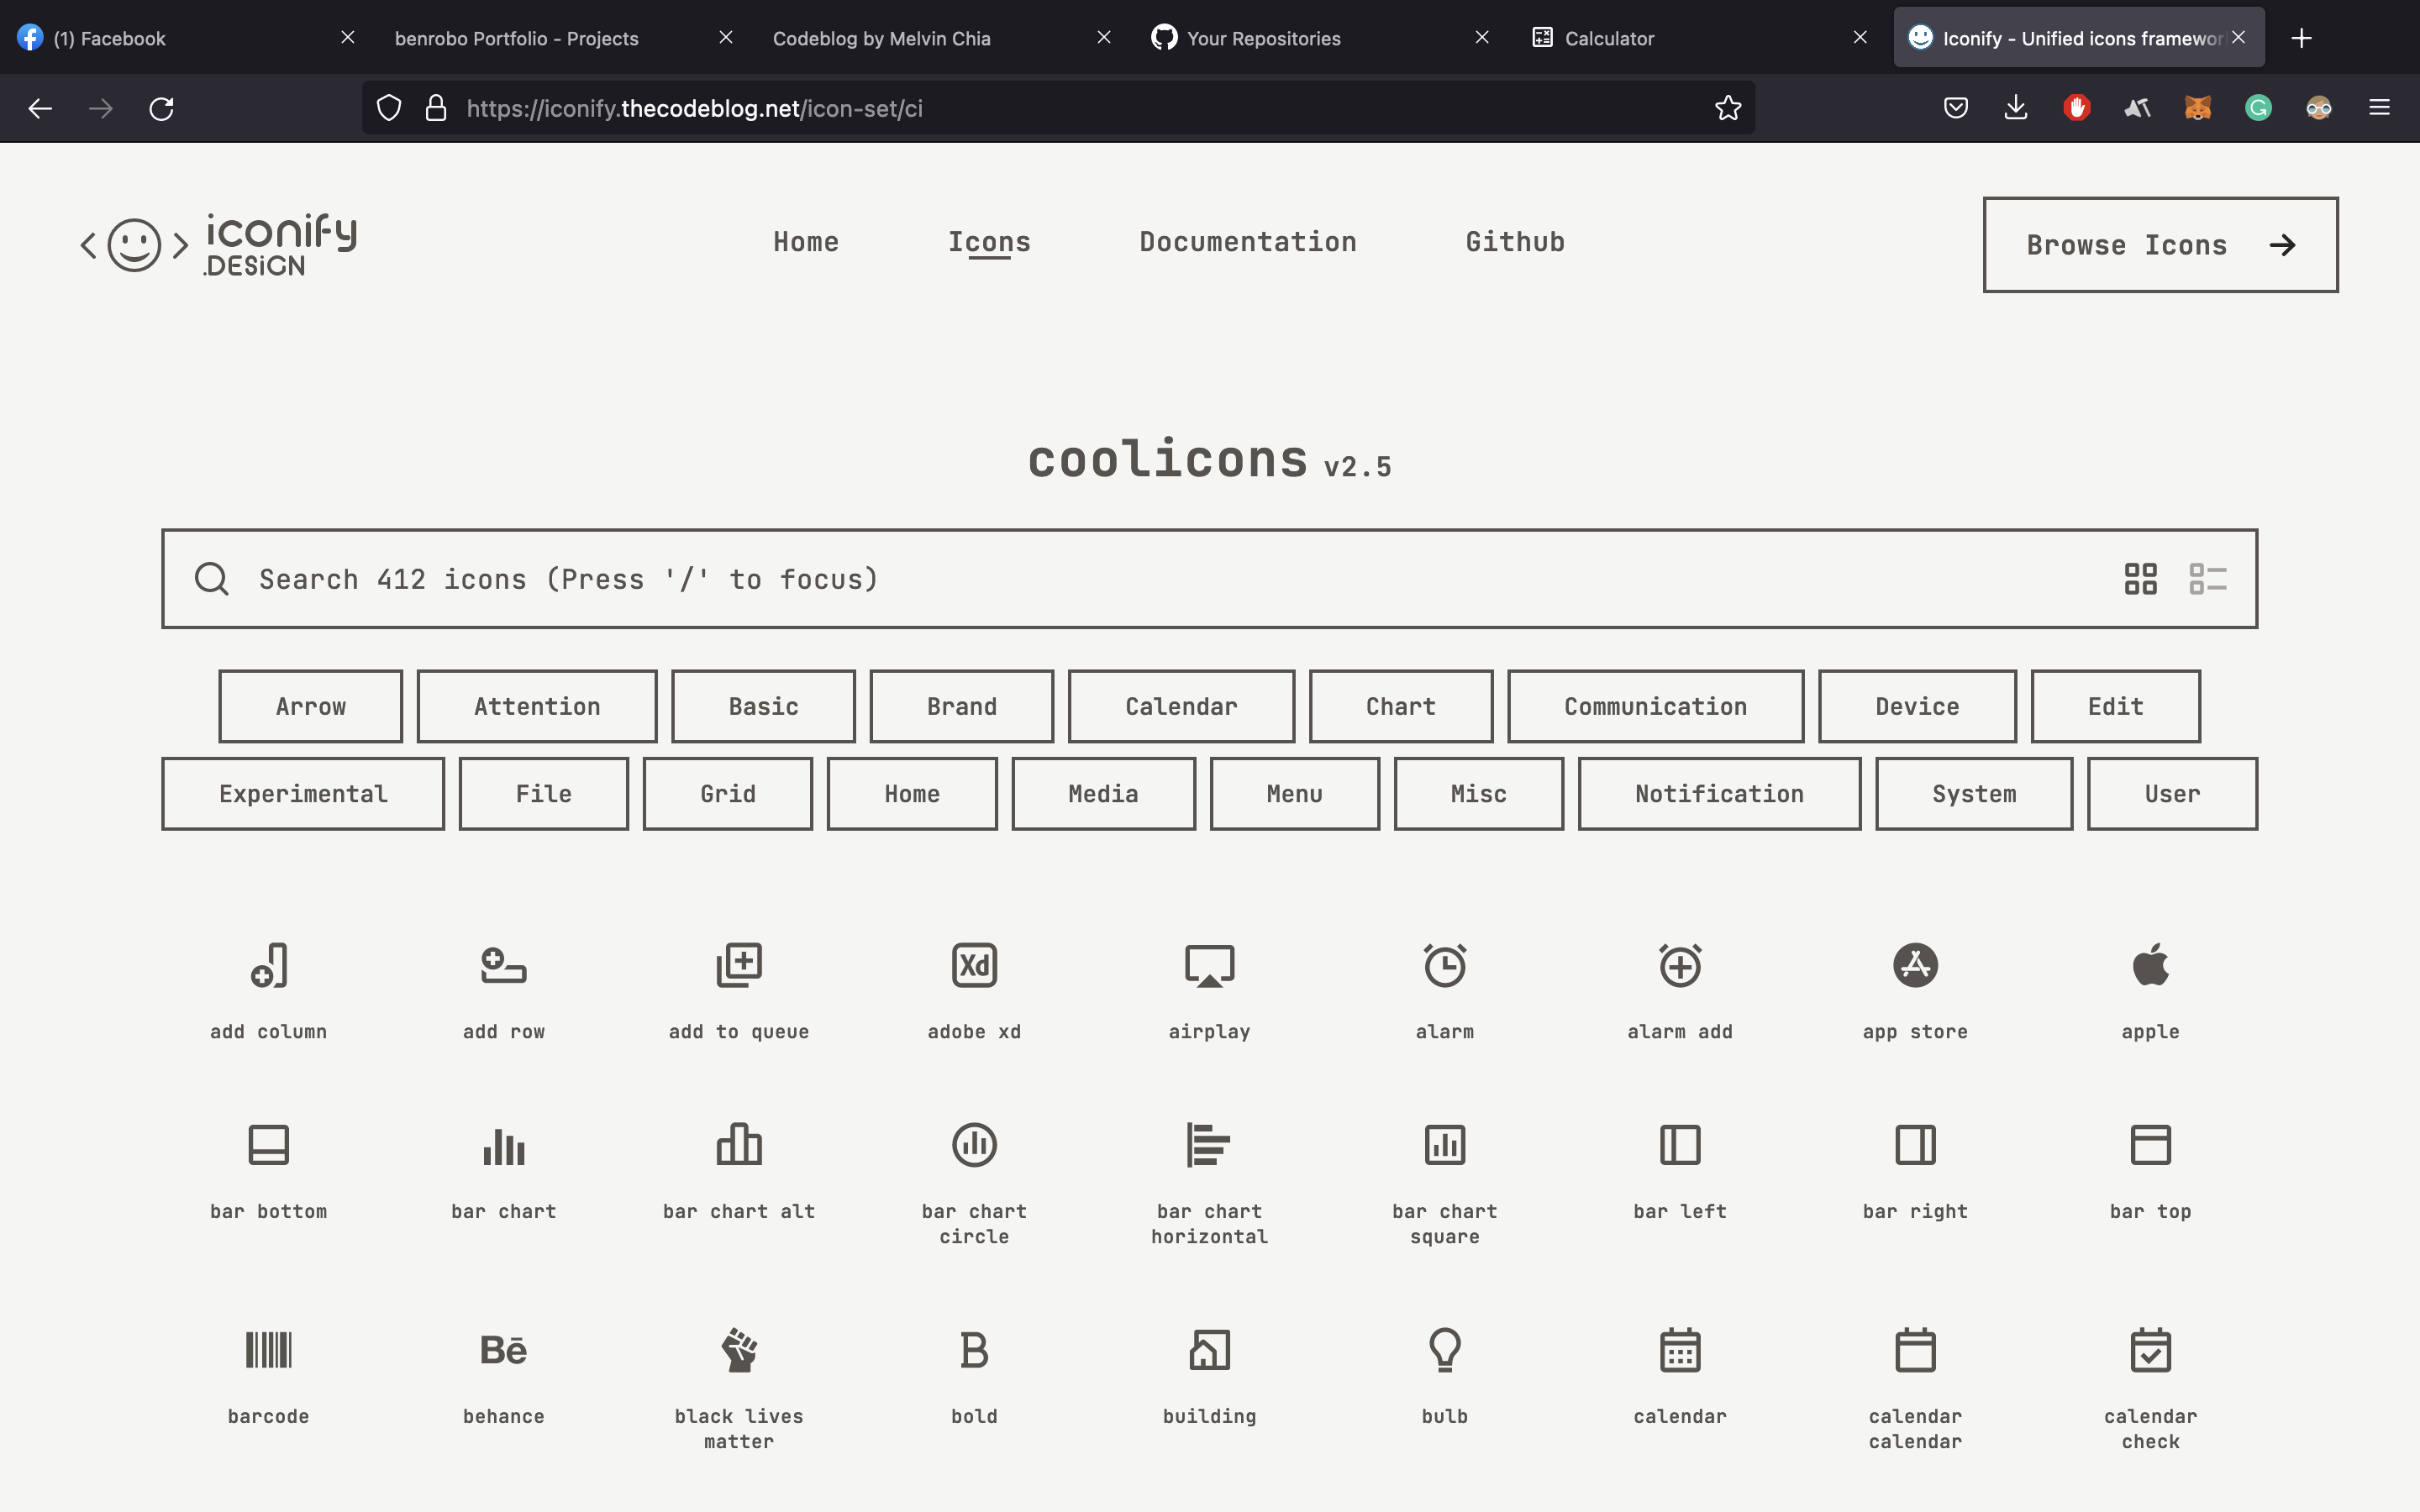 (1) Facebook
benrobo Portfolio - Projects
Codeblog by Melvin Chia
Your Repositories
Calculator
Iconify - Unified icons framewor
https://iconify.thecodeblog.net/icon-set/ci
iconify
.DESiGN
Home
Icons
Documentation
Github
Browse Icons
coolicons v2.5
Search 412 icons (Press '/' to focus)
Arrow
Attention
Basic
Brand
Calendar
Chart
Communication
Device
Edit
Experimental
File
Grid
Home
Media
Menu
Misc
Notification
System
User
Xd
add column
add row
add to queue
adobe xd
airplay
alarm
alarm add
app store
apple
bar bottom
bar chart
bar chart alt
bar chart
circle
bar chart
horizontal
bar chart
square
bar left
bar right
bar top
Bē
B
barcode
behance
black lives
matter
bold
building
bulb
calendar
calendar
calendar
calendar
check